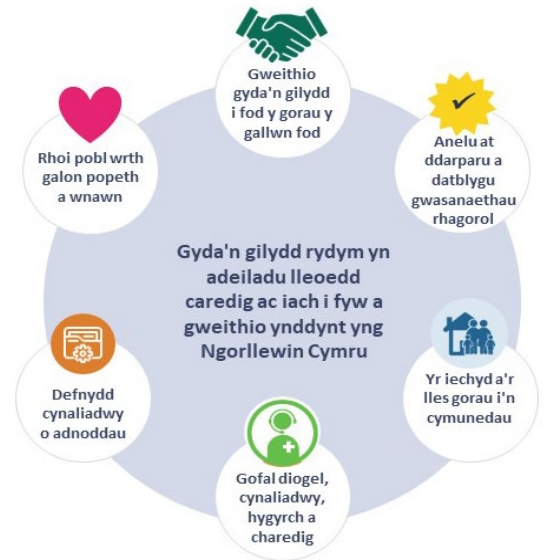 Gweithio
gyda'n gilydd
i fod y gorau y
gallwn fod
Anelu at
ddarparu a
datblygu
gwasanaethau
rhagorol
Rhoi pobl wrth
galon popeth
a wnawn
Gyda'n gilydd rydym yn
adeiladu lleoedd
caredig ac iach i fyw a
gweithio ynddynt yng
Ngorllewin Cymru
Yr iechyd a'r
lles gorau i'n
cymunedau
Defnydd
cynaliadwy
o adnoddau
Gofal diogel,
cynaliadwy,
hygyrch a
charedig